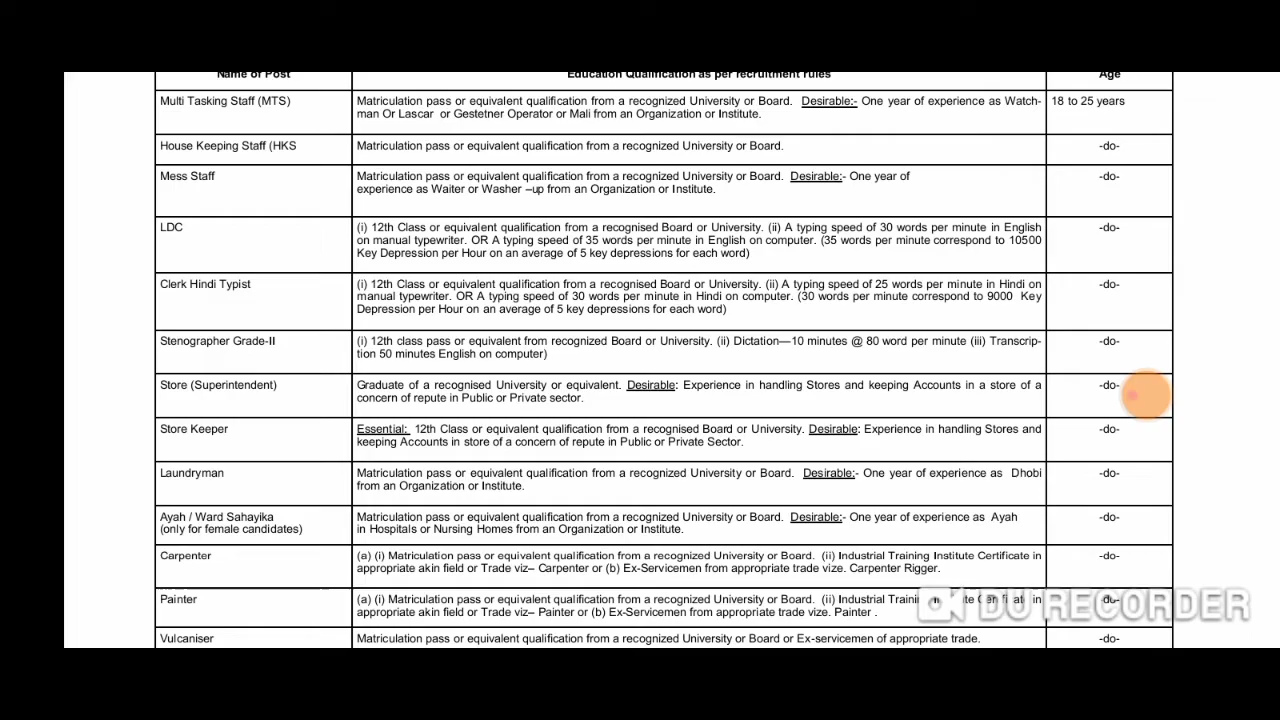 Name of Post Education Qualification as per recruitment rules Age
Multi Tasking Staff (MTS) Matriculation pass or equivalent qualification from a recognized University or Board. Desirable:- One year of experience as Watch- 18 to 25 years
man Or Lascar or Gestetner Operator or Mali from an Organization or Institute.
House Keeping Staff (HKS Matriculation pass or equivalent qualification from a recognized University or Board. -do-
Mess Staff Matriculation pass or equivalent qualification from a recognized University or Board. Desirable:- One year of -do-
experience as Waiter or Washer –up from an Organization or Institute.
LDC (i) 12th Class or equivalent qualification from a recognised Board or University. (ii) A typing speed of 30 words per minute in English -do-
on manual typewriter. OR A typing speed of 35 words per minute in English on computer. (35 words per minute correspond to 10500
Key Depression per Hour on an average of 5 key depressions for each word)
Clerk Hindi Typist (i) 12th Class or equivalent qualification from a recognised Board or University. (ii) A typing speed of 25 words per minute in Hindi on -do-
manual typewriter. OR A typing speed of 30 words per minute in Hindi on computer. (30 words per minute correspond to 9000 Key
Depression per Hour on an average of 5 key depressions for each word)
Stenographer Grade-II (i) 12th class pass or equivalent from recognized Board or University. (ii) Dictation—10 minutes @ 80 word per minute (iii) Transcrip- -do-
tion 50 minutes English on computer)
Store (Superintendent) Graduate of a recognised University or equivalent. Desirable: Experience in handling Stores and keeping Accounts in a store of a -do-
concern of repute in Public or Private sector.
Store Keeper Essential: 12th Class or equivalent qualification from a recognised Board or University. Desirable: Experience in handling Stores and -do-
keeping Accounts in store of a concern of repute in Public or Private Sector.
Laundryman Matriculation pass or equivalent qualification from a recognized University or Board. Desirable:- One year of experience as Dhobi -do-
from an Organization or Institute.
Ayah / Ward Sahayika Matriculation pass or equivalent qualification from a recognized University or Board. Desirable:- One year of experience as Ayah -do-
(only for female candidates) in Hospitals or Nursing Homes from an Organization or Institute.
Carpenter (a) (i) Matriculation pass or equivalent qualification from a recognized University or Board. (ii) Industrial Training Institute Certificate in -do-
appropriate akin field or Trade viz– Carpenter or (b) Ex-Servicemen from appropriate trade vize. Carpenter Rigger.
Painter (a) (i) Matriculation pass or equivalent qualification from a recognized University or Board. (ii) Industrial in -do-
appropriate akin field or Trade viz– Painter or (b) Ex-Servicemen from appropriate trade vize. Painter .
DU RECORDER
Vulcaniser Matriculation pass or equivalent qualification from a recognized University or Board or Ex-servicemen of appropriate trade. -do-